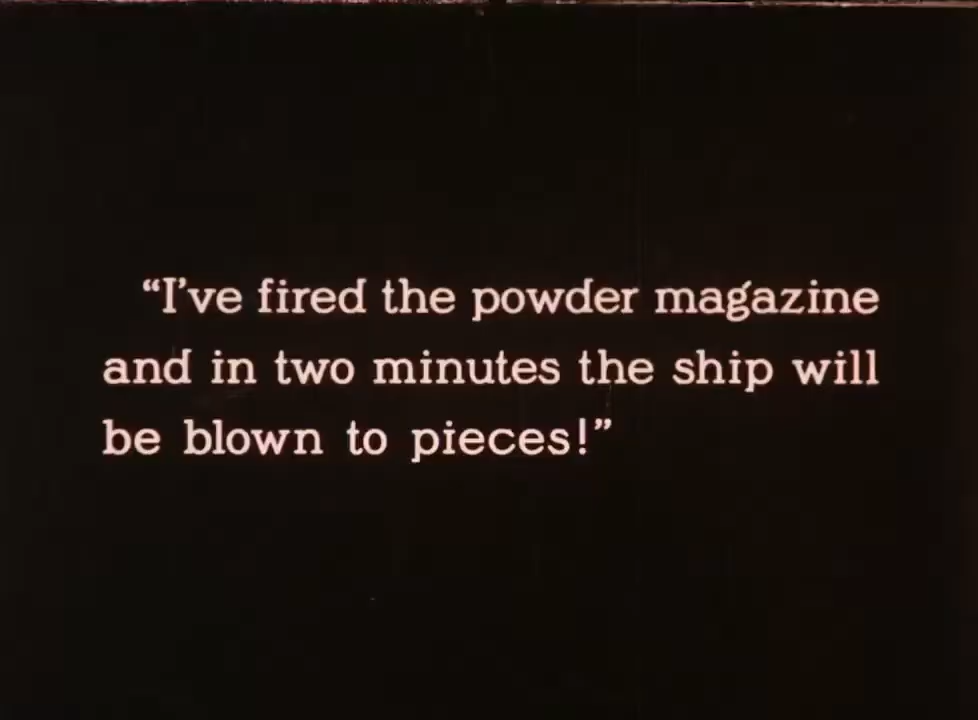 “I’ve fired the powder magazine
and in two minutes the ship will
be blown to pieces!”